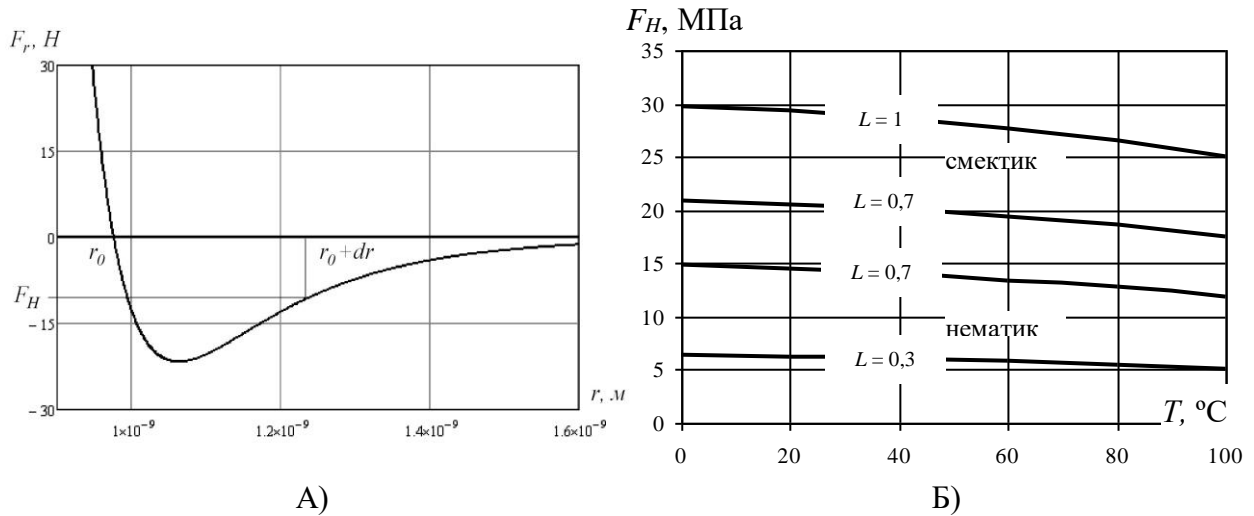 F_r, Н
30
15
0
r_0
r_0+dr
F_H
−15
−30
r, м
1×10⁻⁹
1.2×10⁻⁹
1.4×10⁻⁹
1.6×10⁻⁹
А)
F_H, МПа
35
30
L = 1
25
смектик
20
L = 0,7
15
L = 0,7
10
нематик
L = 0,3
5
0
T, ºC
0 20 40 60 80 100
Б)